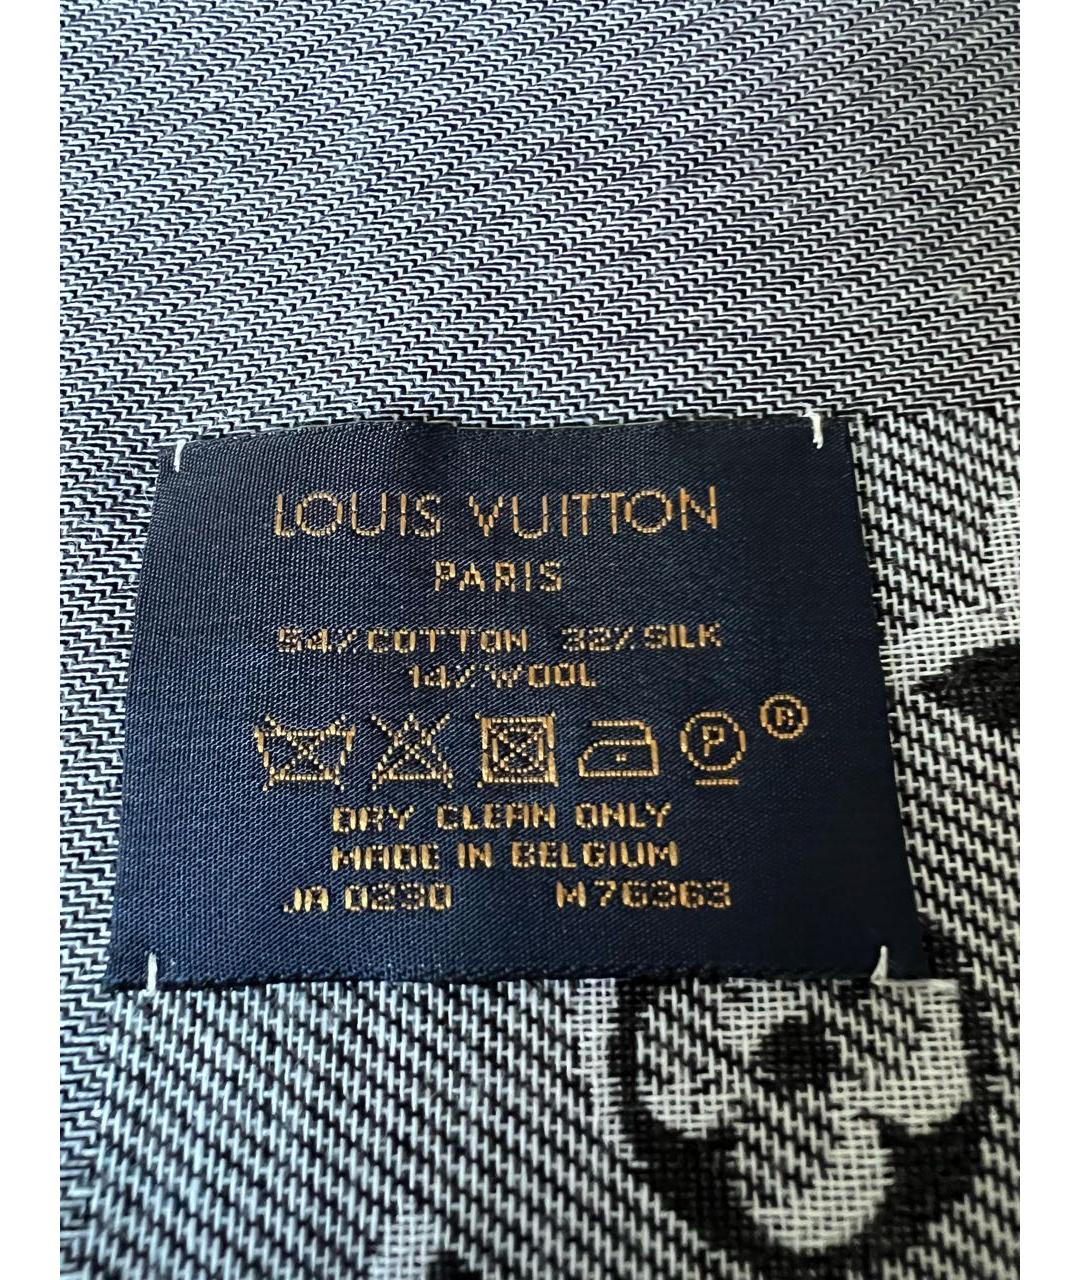 LOUIS VUITTON
PARIS
54% COTTON 32% SILK
14% WOOL
P ®
DRY CLEAN ONLY
MADE IN BELGIUM
JA 0230 M76363